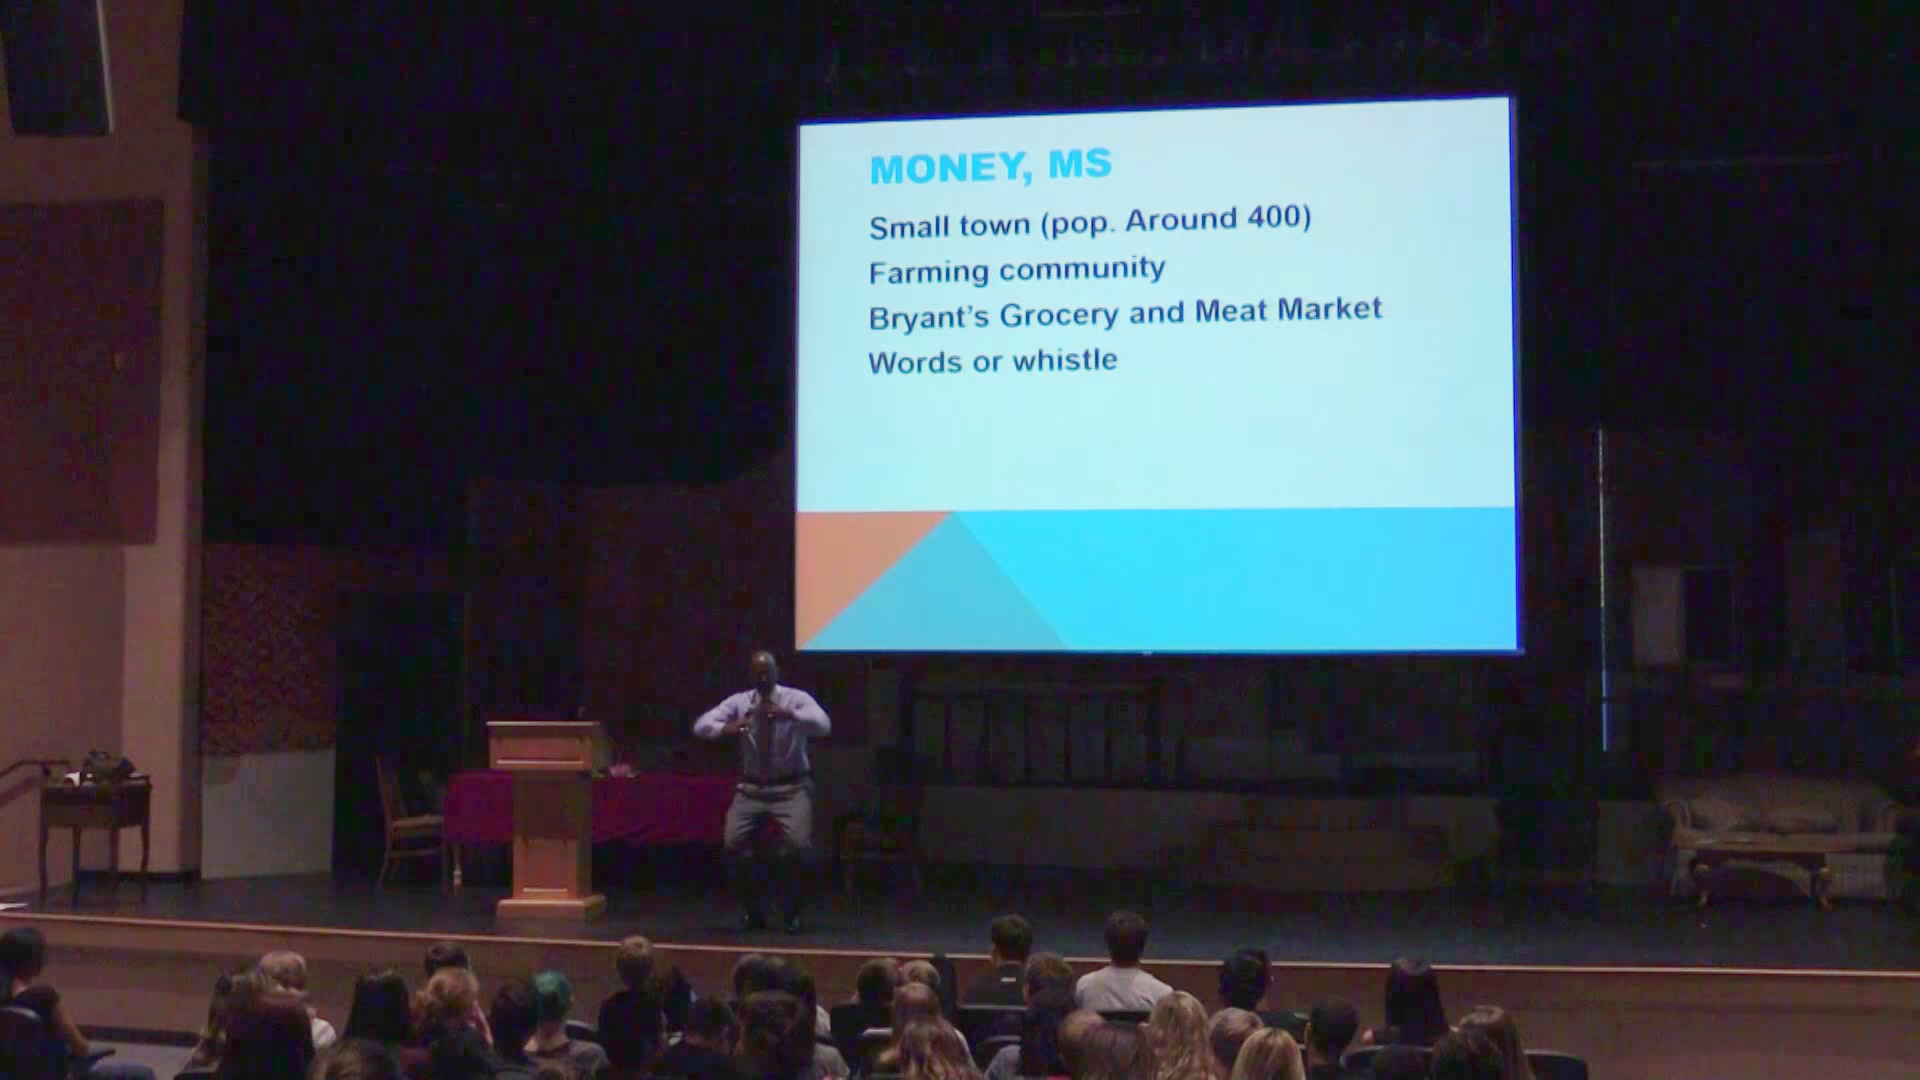 MONEY, MS
Small town (pop. Around 400)
Farming community
Bryant's Grocery and Meat Market
Words or whistle